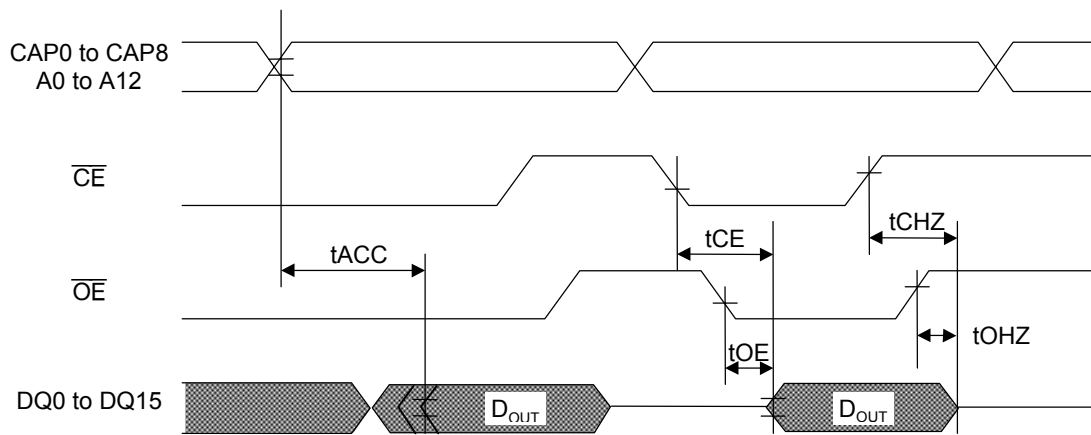 CAP0 to CAP8
A0 to A12
CE
tCE
tCHZ
tACC
OE
tOE
tOHZ
DQ0 to DQ15
DOUT
DOUT